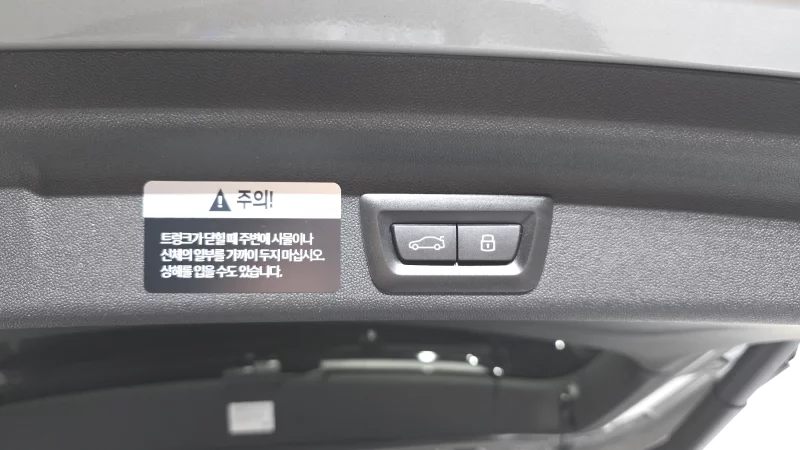 주의!
트렁크가 닫힐 때 주변에 사물이나
신체의 일부를 가까이 두지 마십시오.
상해를 입을 수도 있습니다.